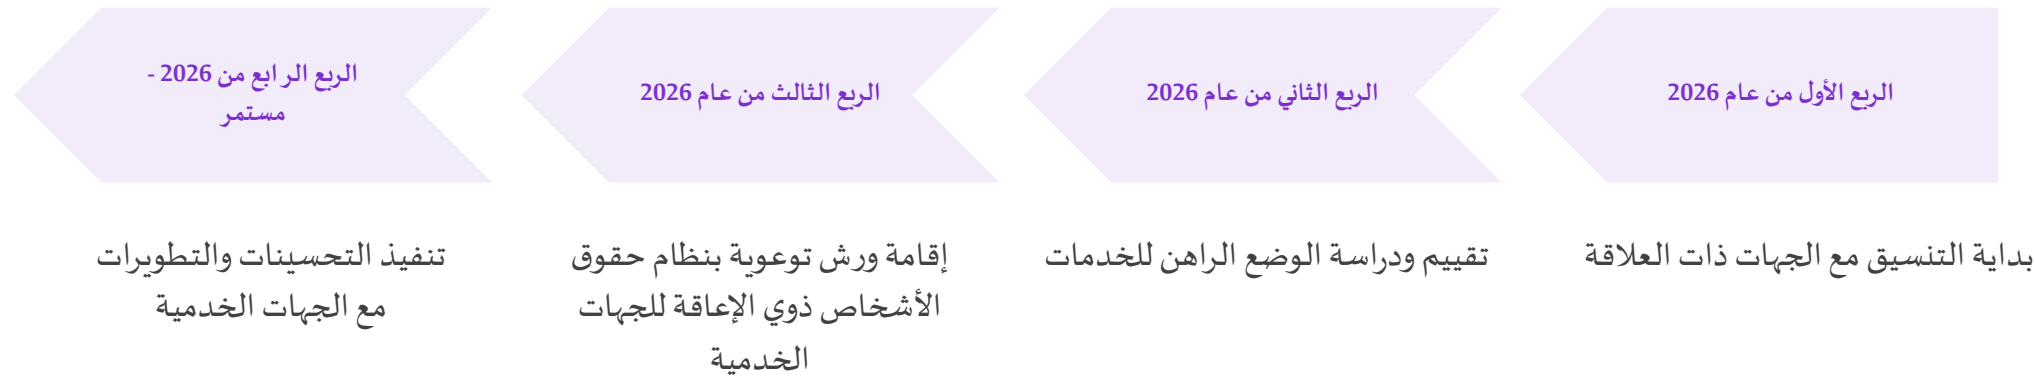 الربع الأول من عام 2026
بداية التنسيق مع الجهات ذات العلاقة
الربع الثاني من عام 2026
تقييم ودراسة الوضع الراهن للخدمات
الربع الثالث من عام 2026
إقامة ورش توعوية بنظام حقوق
الأشخاص ذوي الإعاقة للجهات
الخدمية
الربع الرابع من 2026 -
مستمر
تنفيذ التحسينات والتطويرات
مع الجهات الخدمية